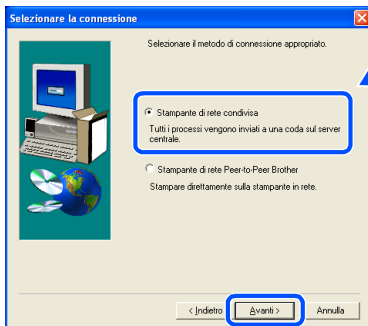 Selezionare la connessione
Selezionare il metodo di connessione appropriato.
Stampante di rete condivisa
Tutti i processi vengono inviati a una coda sul server
centrale.
Stampante di rete Peer-to-Peer Brother
Stampare direttamente sulla stampante in rete.
< Indietro
Avanti >
Annulla